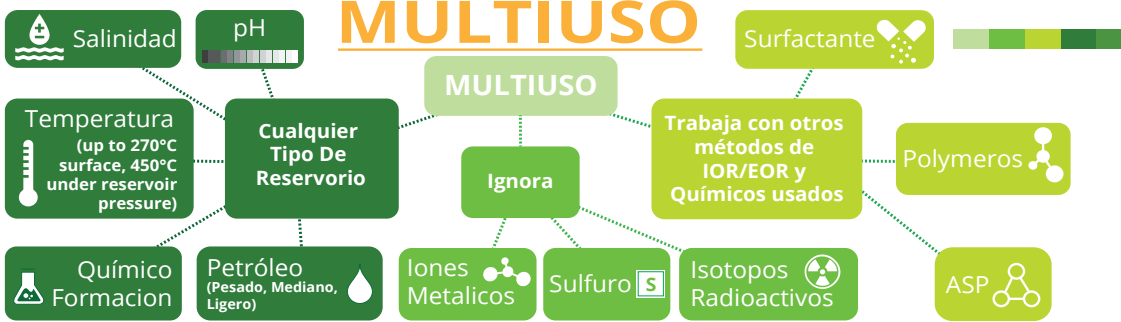 MULTIUSO
Salinidad
pH
Surfactante
MULTIUSO
Temperatura
(up to 270°C
surface, 450°C
under reservoir
pressure)
Cualquier
Tipo De
Reservorio
Ignora
Trabaja con otros
métodos de
IOR/EOR y
Químicos usados
Polymeros
Químico
Formacion
Petróleo
(Pesado, Mediano,
Ligero)
Iones
Metalicos
Sulfuro
S
Isotopos
Radioactivos
ASP